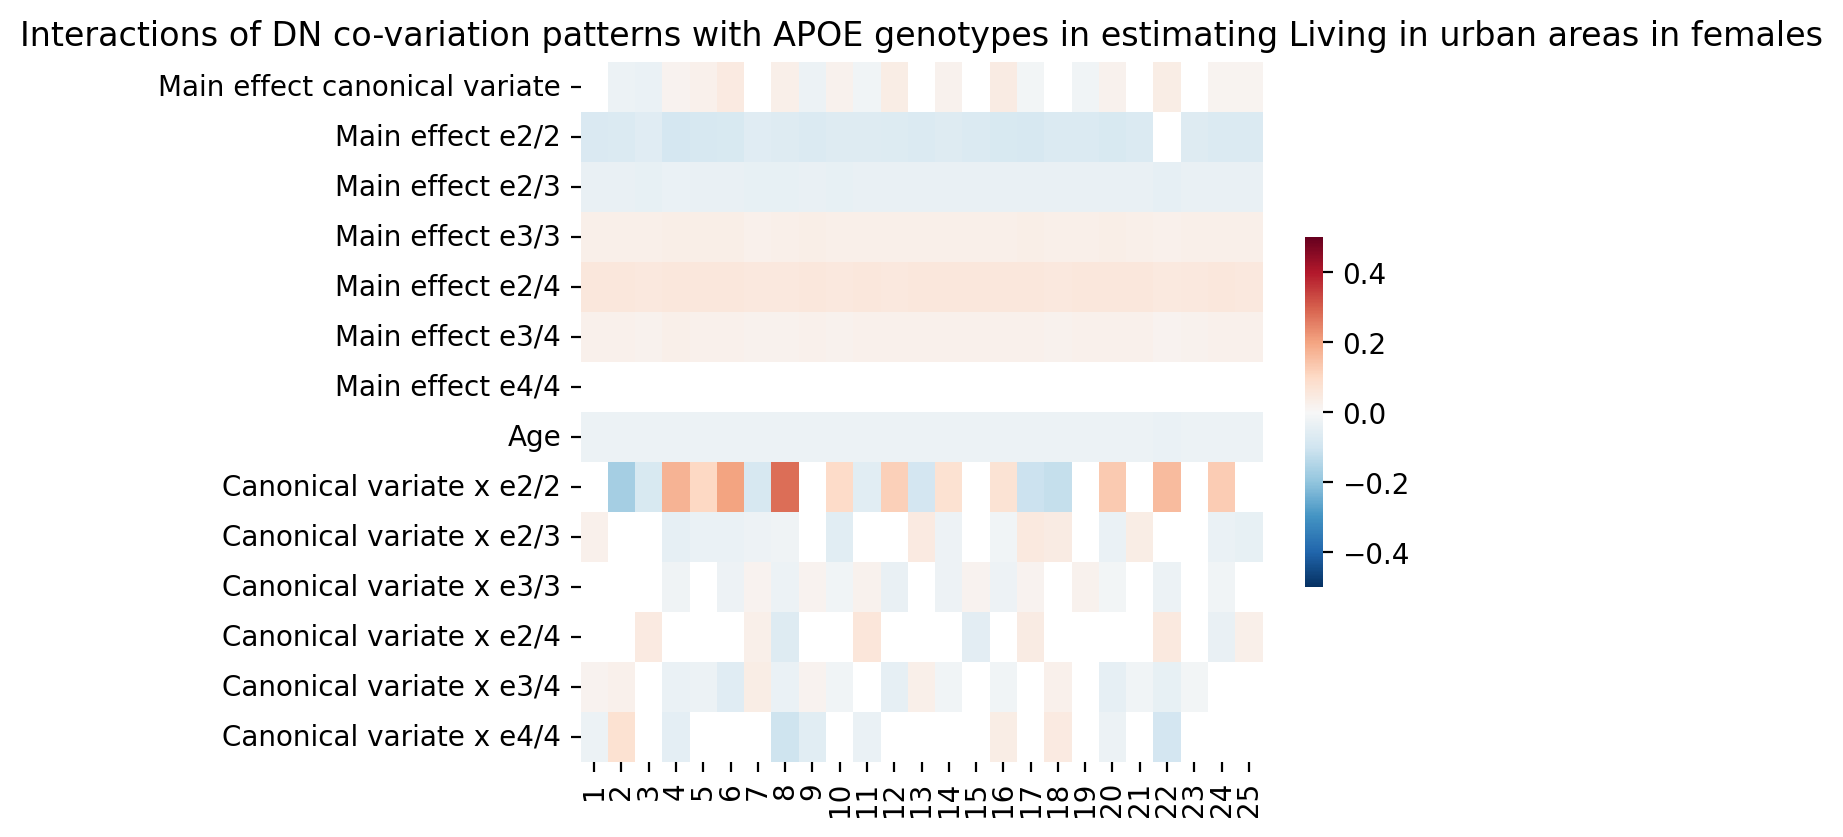 Interactions of DN co-variation patterns with APOE genotypes in estimating Living in urban areas in females
Main effect canonical variate
Main effect e2/2
Main effect e2/3
Main effect e3/3
Main effect e2/4
Main effect e3/4
Main effect e4/4
Age
Canonical variate x e2/2
Canonical variate x e2/3
Canonical variate x e3/3
Canonical variate x e2/4
Canonical variate x e3/4
Canonical variate x e4/4
1 2 3 4 5 6 7 8 9 10 11 12 13 14 15 16 17 18 19 20 21 22 23 24 25
0.4
0.2
0.0
−0.2
−0.4